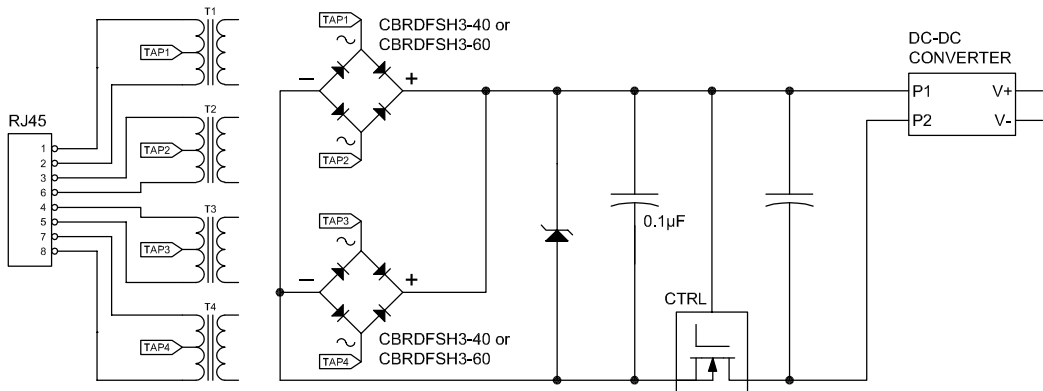 T1
TAP1
RJ45
1
2
3
6
4
5
7
8
T2
TAP2
T3
TAP3
T4
TAP4
TAP1
CBRDFSH3-40 or
CBRDFSH3-60
~
–
+
~
TAP2
TAP3
~
–
+
~
TAP4
CBRDFSH3-40 or
CBRDFSH3-60
0.1µF
CTRL
DC-DC
CONVERTER
P1 V+
P2 V-